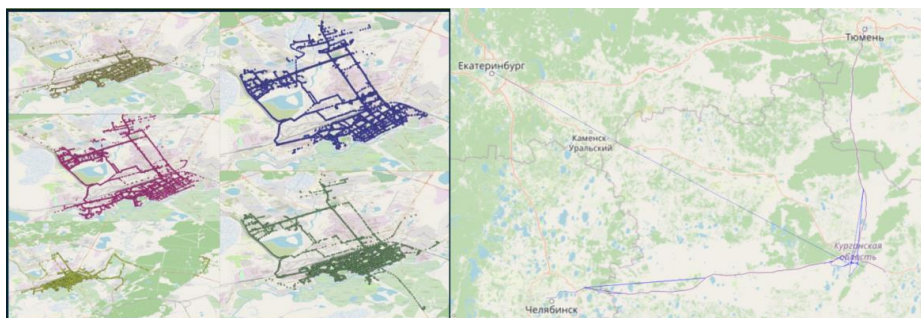 Тюмень
Екатеринбург
Каменск-
Уральский
Курганская
область
Челябинск